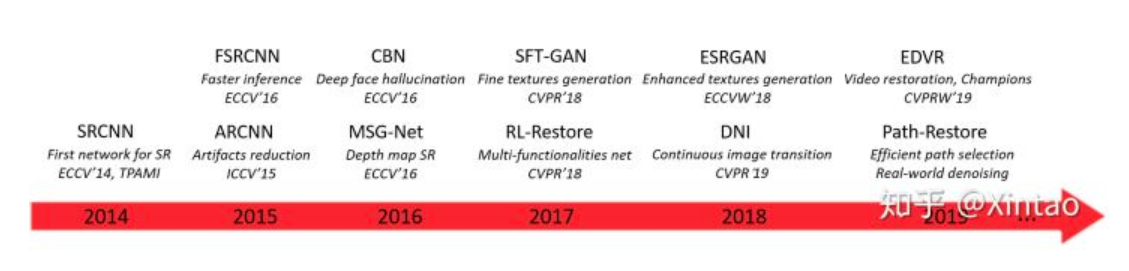 FSRCNN
Faster inference
ECCV'16
CBN
Deep face hallucination
ECCV'16
SFT-GAN
Fine textures generation
CVPR'18
ESRGAN
Enhanced textures generation
ECCVW'18
EDVR
Video restoration, Champions
CVPRW'19
SRCNN
First network for SR
ECCV'14, TPAMI
ARCNN
Artifacts reduction
ICCV'15
MSG-Net
Depth map SR
ECCV'16
RL-Restore
Multi-functionalities net
CVPR'18
DNI
Continuous image transition
CVPR'19
Path-Restore
Efficient path selection
Real-world denoising
2014 2015 2016 2017 2018 2019 ...
知乎 @Xintao